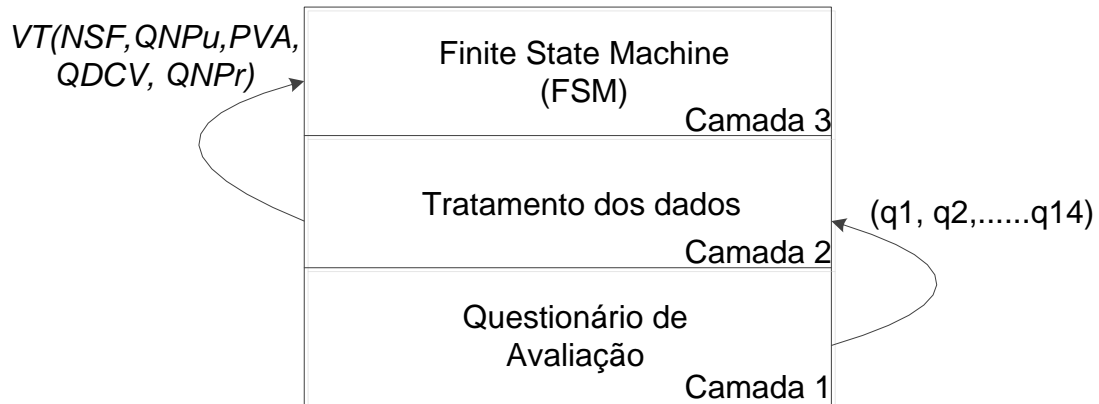 VT(NSF,QNPu,PVA,
QDCV, QNPr)
Finite State Machine
(FSM)
Camada 3
Tratamento dos dados
Camada 2
(q1, q2,......q14)
Questionário de
Avaliação
Camada 1